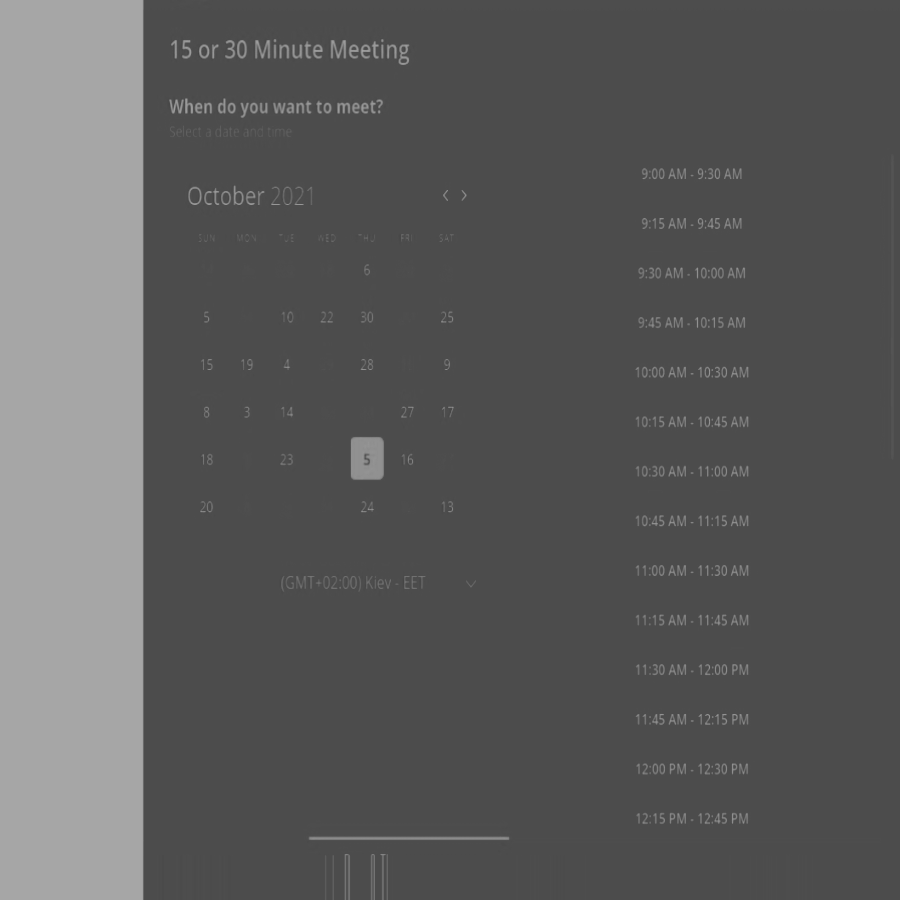 15 or 30 Minute Meeting
When do you want to meet?
Select a date and time
October 2021
SUN MON TUE WED THU FRI SAT
6
5 10 22 30 25
15 19 4 28 9
8 3 14 27 17
18 23 5 16
20 24 13
(GMT+02:00) Kiev - EET
9:00 AM - 9:30 AM
9:15 AM - 9:45 AM
9:30 AM - 10:00 AM
9:45 AM - 10:15 AM
10:00 AM - 10:30 AM
10:15 AM - 10:45 AM
10:30 AM - 11:00 AM
10:45 AM - 11:15 AM
11:00 AM - 11:30 AM
11:15 AM - 11:45 AM
11:30 AM - 12:00 PM
11:45 AM - 12:15 PM
12:00 PM - 12:30 PM
12:15 PM - 12:45 PM